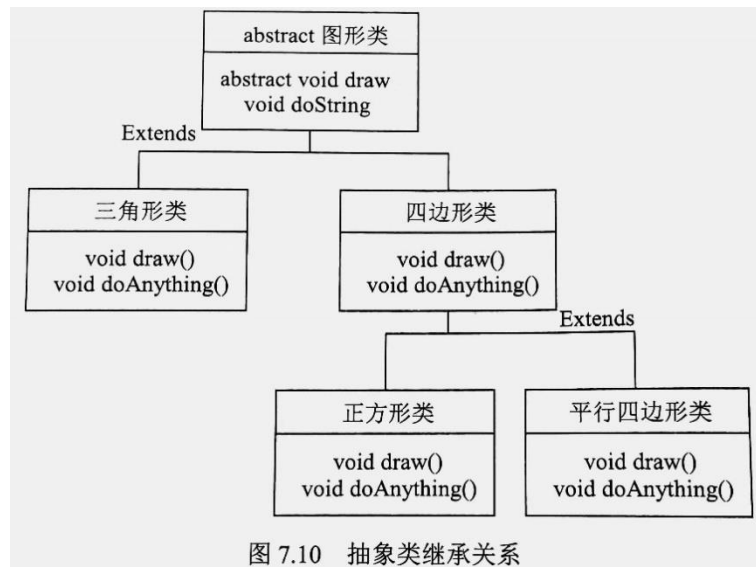 abstract 图形类
abstract void draw
void doString
Extends
三角形类
void draw()
void doAnything()
四边形类
void draw()
void doAnything()
Extends
正方形类
void draw()
void doAnything()
平行四边形类
void draw()
void doAnything()
图 7.10 抽象类继承关系